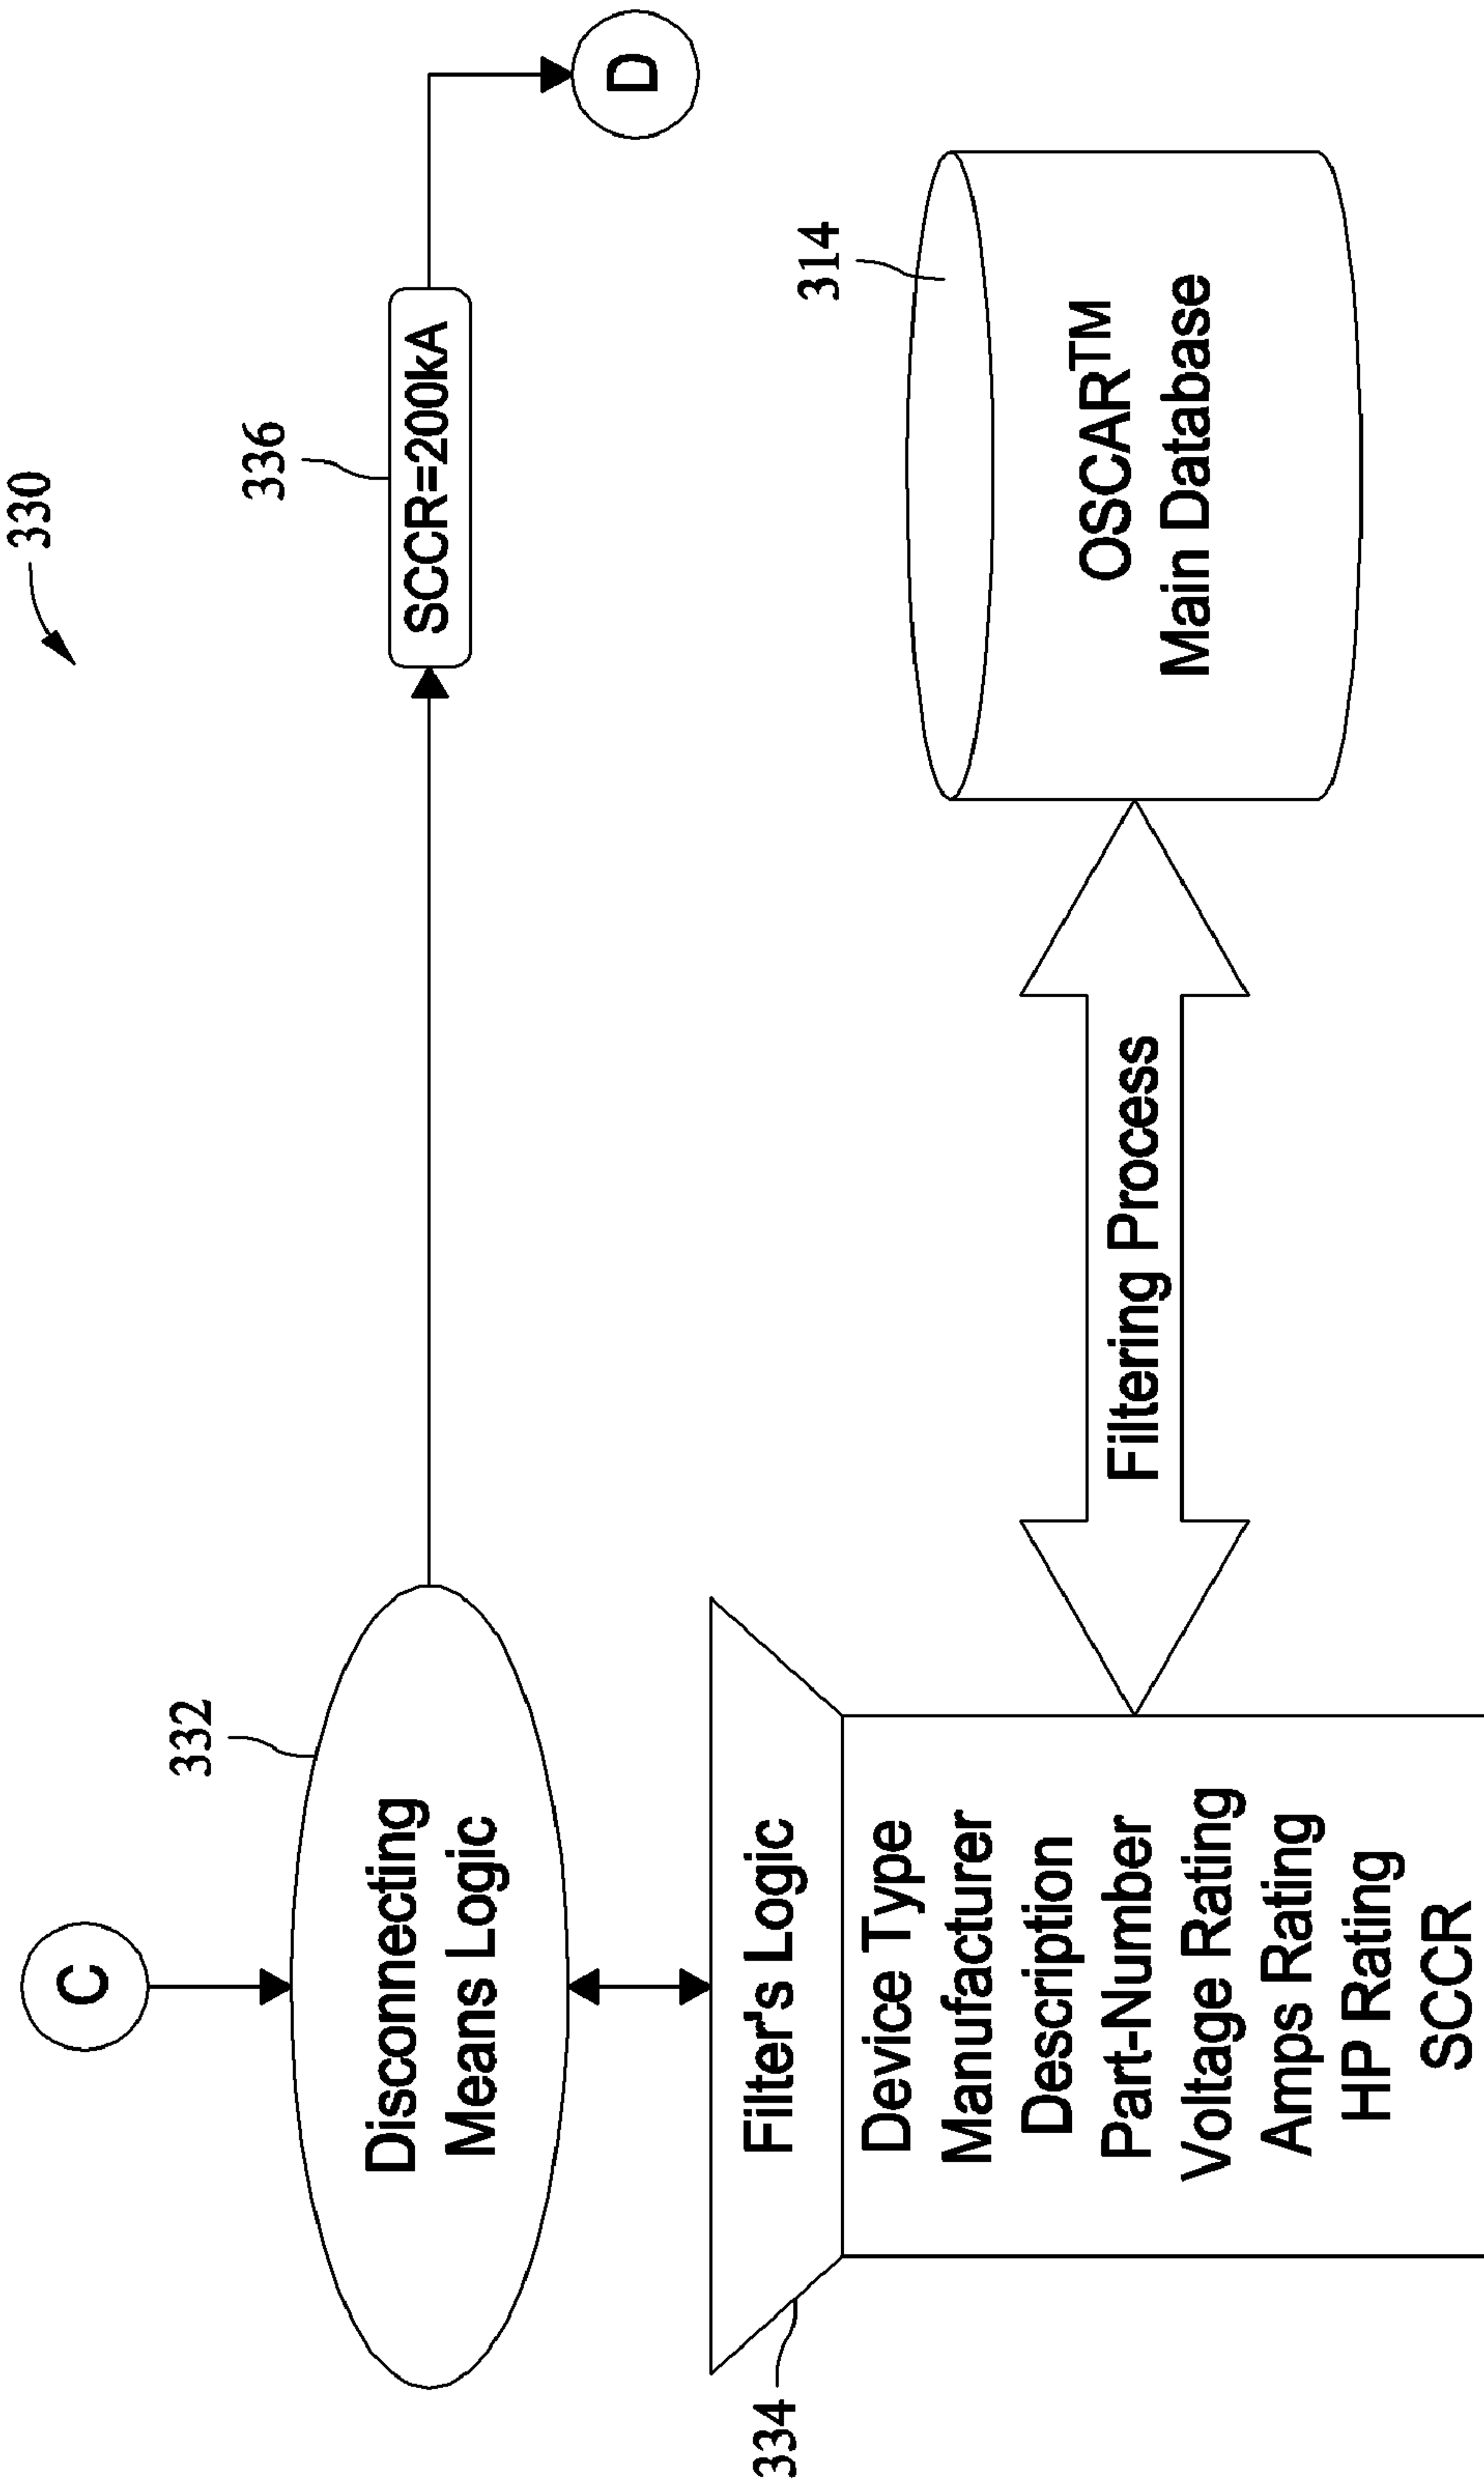 330
C
332
Disconnecting
Means Logic
336
SCCR=200kA
D
334
Filter's Logic
Device Type
Manufacturer
Description
Part-Number
Voltage Rating
Amps Rating
HP Rating
SCCR
Filtering Process
314
OSCAR™
Main Database